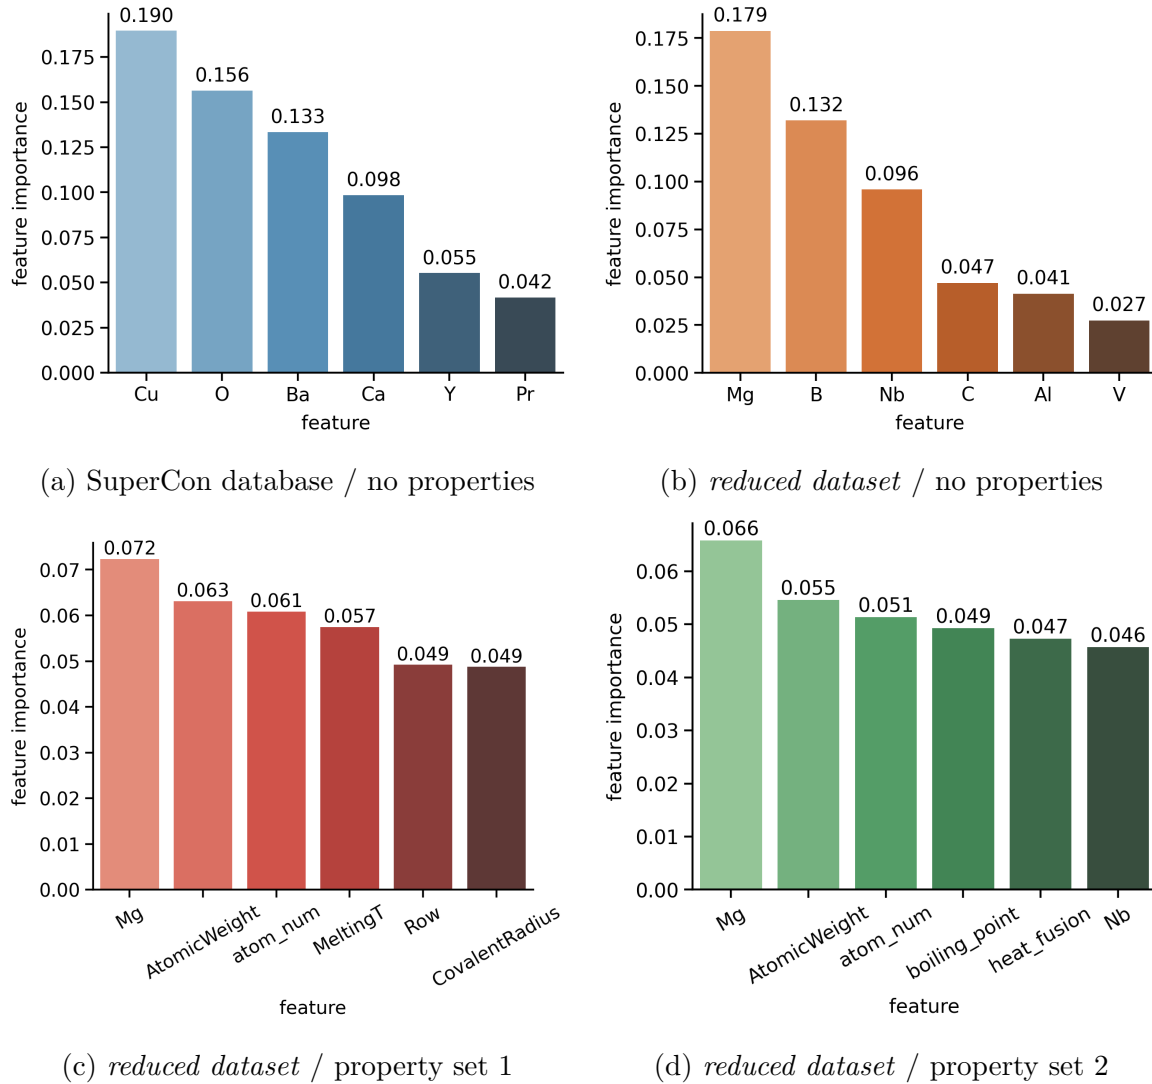 0.190
0.156
0.133
0.098
0.055
0.042
0.175
0.150
0.125
0.100
0.075
0.050
0.025
0.000
feature importance
Cu O Ba Ca Y Pr
feature
(a) SuperCon database / no properties
0.179
0.132
0.096
0.047
0.041
0.027
0.175
0.150
0.125
0.100
0.075
0.050
0.025
0.000
feature importance
Mg B Nb C Al V
feature
(b) reduced dataset / no properties
0.072
0.063
0.061
0.057
0.049
0.049
0.07
0.06
0.05
0.04
0.03
0.02
0.01
0.00
feature importance
Mg
AtomicWeight
atom_num
MeltingT
Row
CovalentRadius
feature
(c) reduced dataset / property set 1
0.066
0.055
0.051
0.049
0.047
0.046
0.06
0.05
0.04
0.03
0.02
0.01
0.00
feature importance
Mg
AtomicWeight
atom_num
boiling_point
heat_fusion
Nb
feature
(d) reduced dataset / property set 2